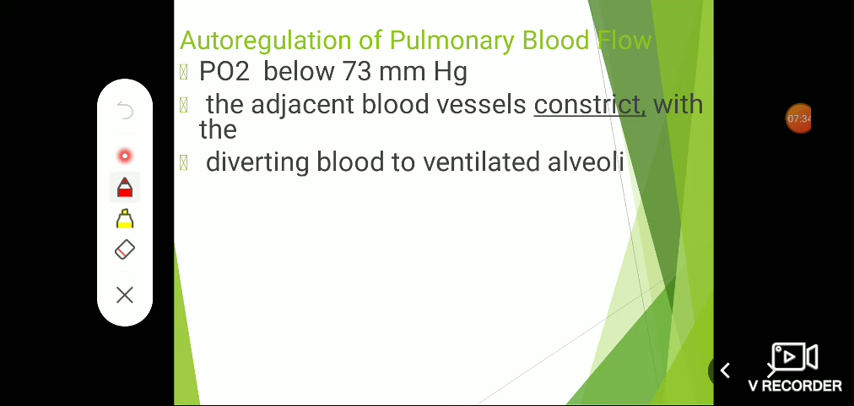 Autoregulation of Pulmonary Blood Flow
PO2 below 73 mm Hg
the adjacent blood vessels constrict, with
the
diverting blood to ventilated alveoli
07:34
V RECORDER